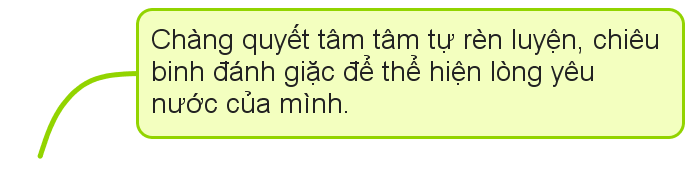 Chàng quyết tâm tâm tự rèn luyện, chiêu
binh đánh giặc để thể hiện lòng yêu
nước của mình.